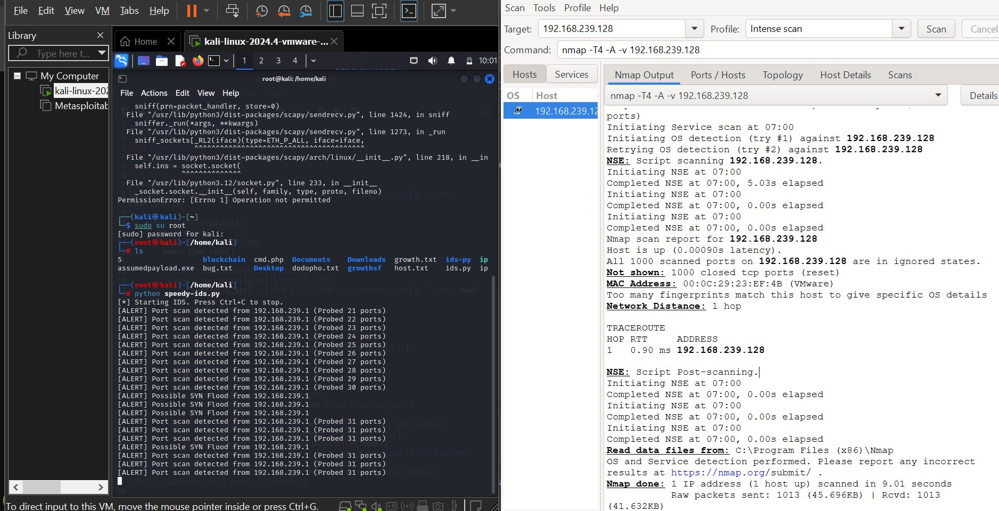 File Edit View VM Tabs Help
Library
Type here t...
My Computer
kali-linux-202
Metasploitab
Home
kali-linux-2024.4-vmware-...
1 2 3 4
10:01
root@kali: /home/kali
File Actions Edit View Help
sniff(prn=packet_handler, store=0)
File "/usr/lib/python3/dist-packages/scapy/sendrecv.py", line 1424, in sniff
sniffer._run(*args, **kwargs)
File "/usr/lib/python3/dist-packages/scapy/sendrecv.py", line 1273, in _run
sniff_sockets[_RL2(iface)(type=ETH_P_ALL, iface=iface,
^^^^^^^^^^^^^^^^^^^^^^^^^^^^^^^^^^^^^^^^
File "/usr/lib/python3/dist-packages/scapy/arch/linux/__init__.py", line 218, in __in
self.ins = socket.socket(
^^^^^^^^^^^^^^
File "/usr/lib/python3.12/socket.py", line 233, in __init__
_socket.socket.__init__(self, family, type, proto, fileno)
PermissionError: [Errno 1] Operation not permitted
┌──(kali㉿kali)-[~]
└─$ sudo su root
[sudo] password for kali:
┌──(root㉿kali)-[/home/kali]
└─# ls
5 blockchain cmd.php Documents Downloads growth.txt ids-py ip
assumedpayload.exe bug.txt Desktop dodopho.txt growthsf host.txt ids.py ip
┌──(root㉿kali)-[/home/kali]
└─# python speedy-ids.py
[*] Starting IDS. Press Ctrl+C to stop.
[ALERT] Port scan detected from 192.168.239.1 (Probed 21 ports)
[ALERT] Port scan detected from 192.168.239.1 (Probed 22 ports)
[ALERT] Port scan detected from 192.168.239.1 (Probed 23 ports)
[ALERT] Port scan detected from 192.168.239.1 (Probed 24 ports)
[ALERT] Port scan detected from 192.168.239.1 (Probed 25 ports)
[ALERT] Port scan detected from 192.168.239.1 (Probed 26 ports)
[ALERT] Port scan detected from 192.168.239.1 (Probed 27 ports)
[ALERT] Port scan detected from 192.168.239.1 (Probed 28 ports)
[ALERT] Port scan detected from 192.168.239.1 (Probed 29 ports)
[ALERT] Port scan detected from 192.168.239.1 (Probed 30 ports)
[ALERT] Possible SYN Flood from 192.168.239.1
[ALERT] Possible SYN Flood from 192.168.239.1
[ALERT] Possible SYN Flood from 192.168.239.1
[ALERT] Port scan detected from 192.168.239.1 (Probed 31 ports)
[ALERT] Port scan detected from 192.168.239.1 (Probed 31 ports)
[ALERT] Port scan detected from 192.168.239.1 (Probed 31 ports)
[ALERT] Possible SYN Flood from 192.168.239.1
[ALERT] Port scan detected from 192.168.239.1 (Probed 31 ports)
[ALERT] Port scan detected from 192.168.239.1 (Probed 31 ports)
[ALERT] Port scan detected from 192.168.239.1 (Probed 31 ports)
To direct input to this VM, move the mouse pointer inside or press Ctrl+G.
Scan Tools Profile Help
Target: 192.168.239.128 Profile: Intense scan Scan Cancel
Command: nmap -T4 -A -v 192.168.239.128
Hosts Services
OS Host
192.168.239.12
Nmap Output Ports / Hosts Topology Host Details Scans
nmap -T4 -A -v 192.168.239.128 Details
ports)
Initiating Service scan at 07:00
Initiating OS detection (try #1) against 192.168.239.128
Retrying OS detection (try #2) against 192.168.239.128
NSE: Script scanning 192.168.239.128.
Initiating NSE at 07:00
Completed NSE at 07:00, 5.03s elapsed
Initiating NSE at 07:00
Completed NSE at 07:00, 0.00s elapsed
Initiating NSE at 07:00
Completed NSE at 07:00, 0.00s elapsed
Nmap scan report for 192.168.239.128
Host is up (0.00090s latency).
All 1000 scanned ports on 192.168.239.128 are in ignored states.
Not shown: 1000 closed tcp ports (reset)
MAC Address: 00:0C:29:23:EF:4B (VMware)
Too many fingerprints match this host to give specific OS details
Network Distance: 1 hop
TRACEROUTE
HOP RTT ADDRESS
1 0.90 ms 192.168.239.128
NSE: Script Post-scanning.
Initiating NSE at 07:00
Completed NSE at 07:00, 0.00s elapsed
Initiating NSE at 07:00
Completed NSE at 07:00, 0.00s elapsed
Initiating NSE at 07:00
Completed NSE at 07:00, 0.00s elapsed
Read data files from: C:\Program Files (x86)\Nmap
OS and Service detection performed. Please report any incorrect
results at https://nmap.org/submit/ .
Nmap done: 1 IP address (1 host up) scanned in 9.01 seconds
Raw packets sent: 1013 (45.696KB) | Rcvd: 1013
(41.632KB)